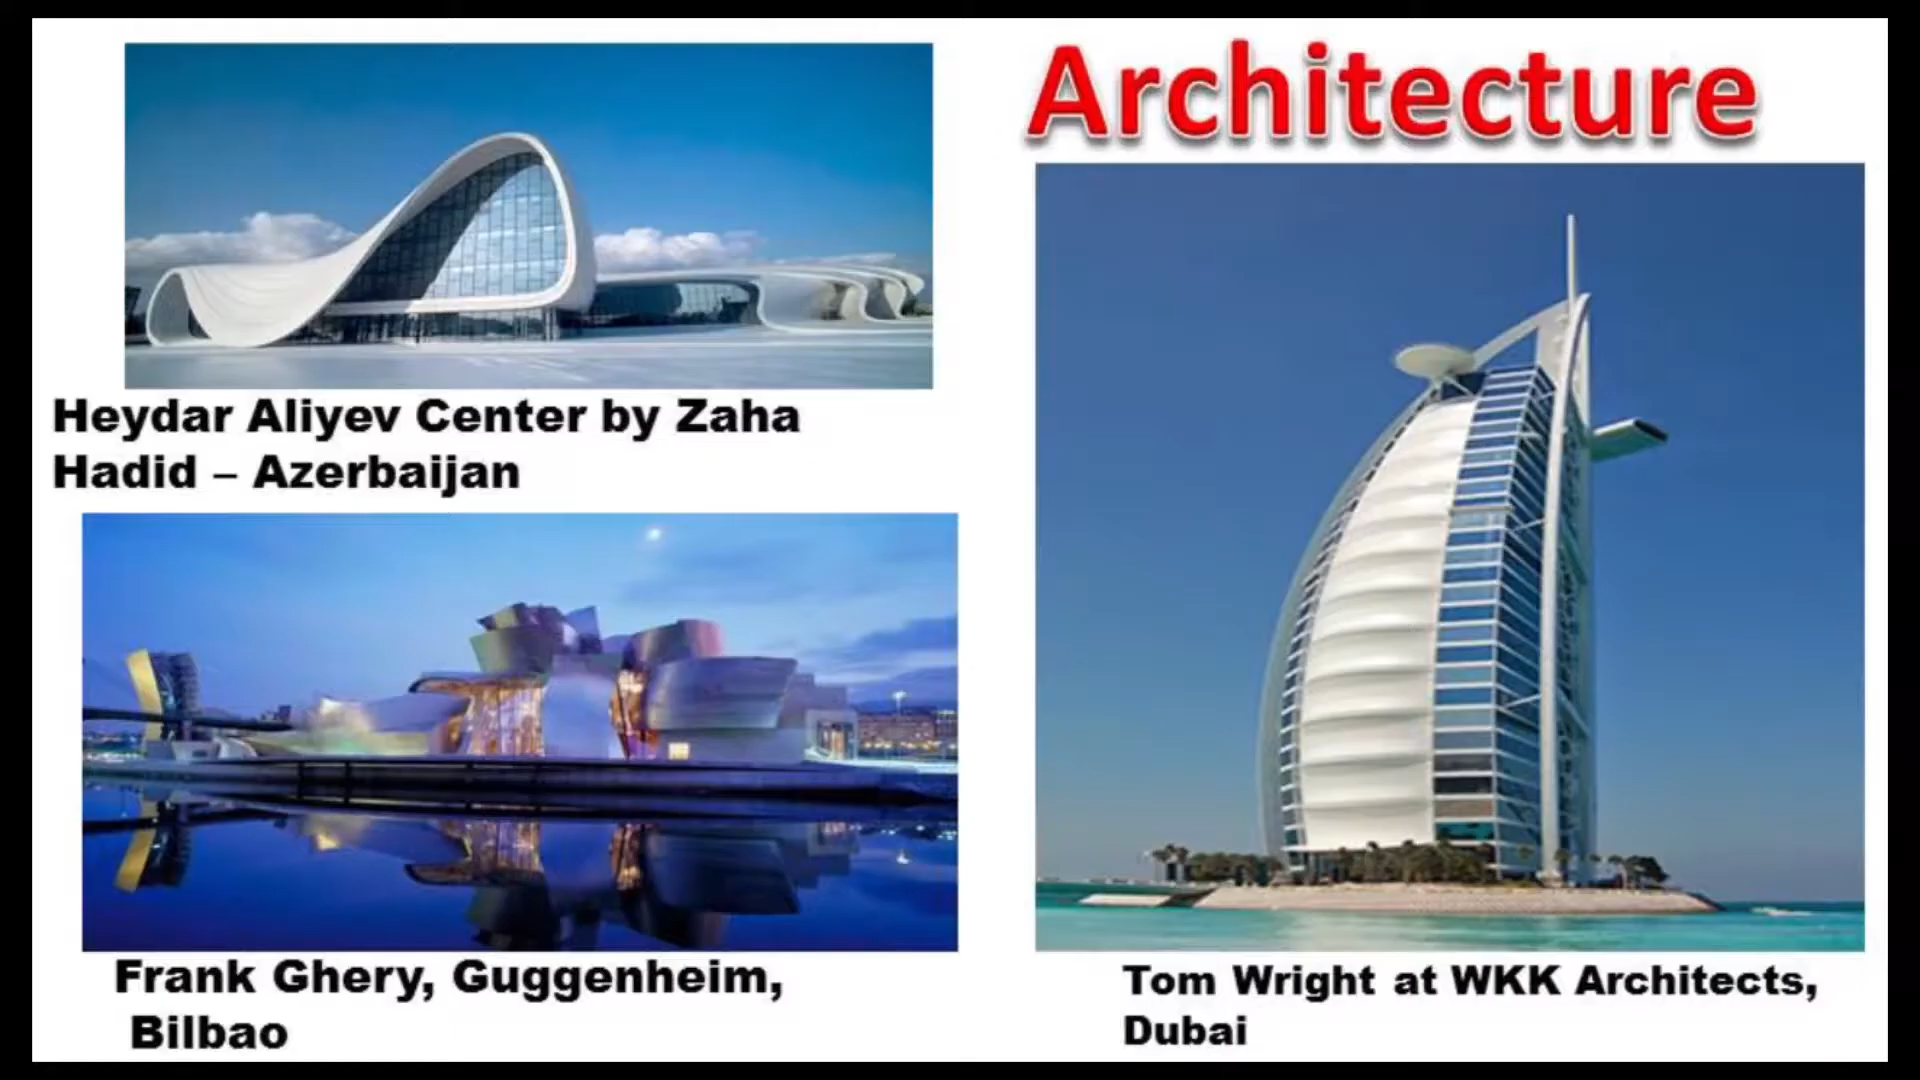 Architecture
Heydar Aliyev Center by Zaha
Hadid – Azerbaijan
Frank Ghery, Guggenheim,
Bilbao
Tom Wright at WKK Architects,
Dubai